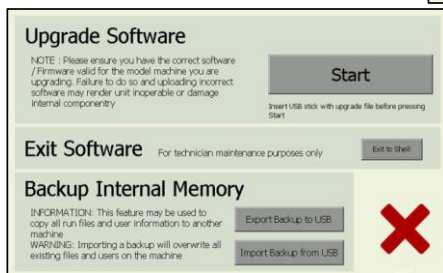 Upgrade Software
NOTE : Please ensure you have the correct software
/ Firmware valid for the model machine you are
upgrading. Failure to do so and uploading incorrect
software may render unit inoperable or damage
internal componentry
Start
Insert USB stick with upgrade file before pressing
Start
Exit Software
For technician maintenance purposes only
Exit to Shell
Backup Internal Memory
INFORMATION: This feature may be used to
copy all run files and user information to another
machine
WARNING: Importing a backup will overwrite all
existing files and users on the machine
Export Backup to USB
Import Backup from USB